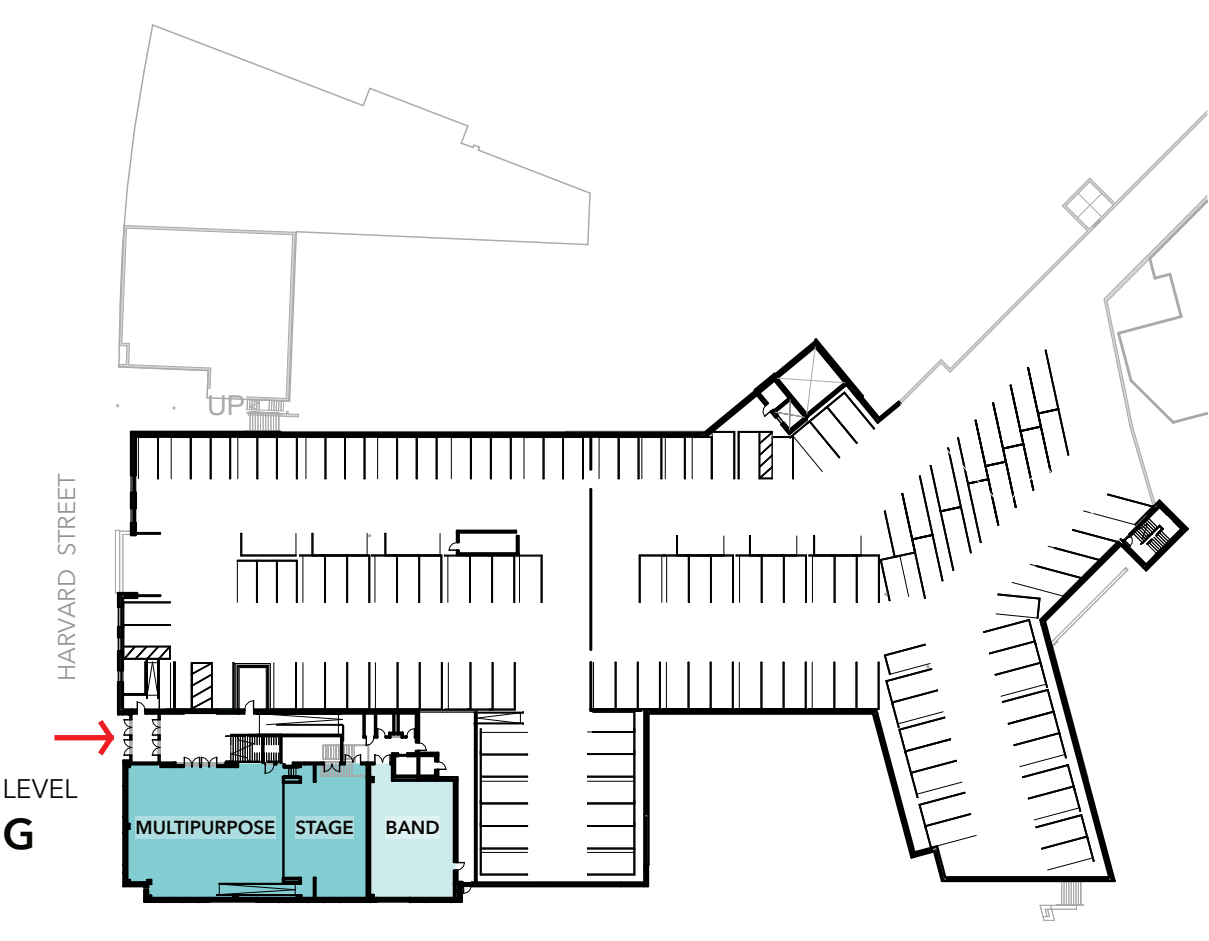 UP
HARVARD STREET
LEVEL
G
MULTIPURPOSE
STAGE
BAND